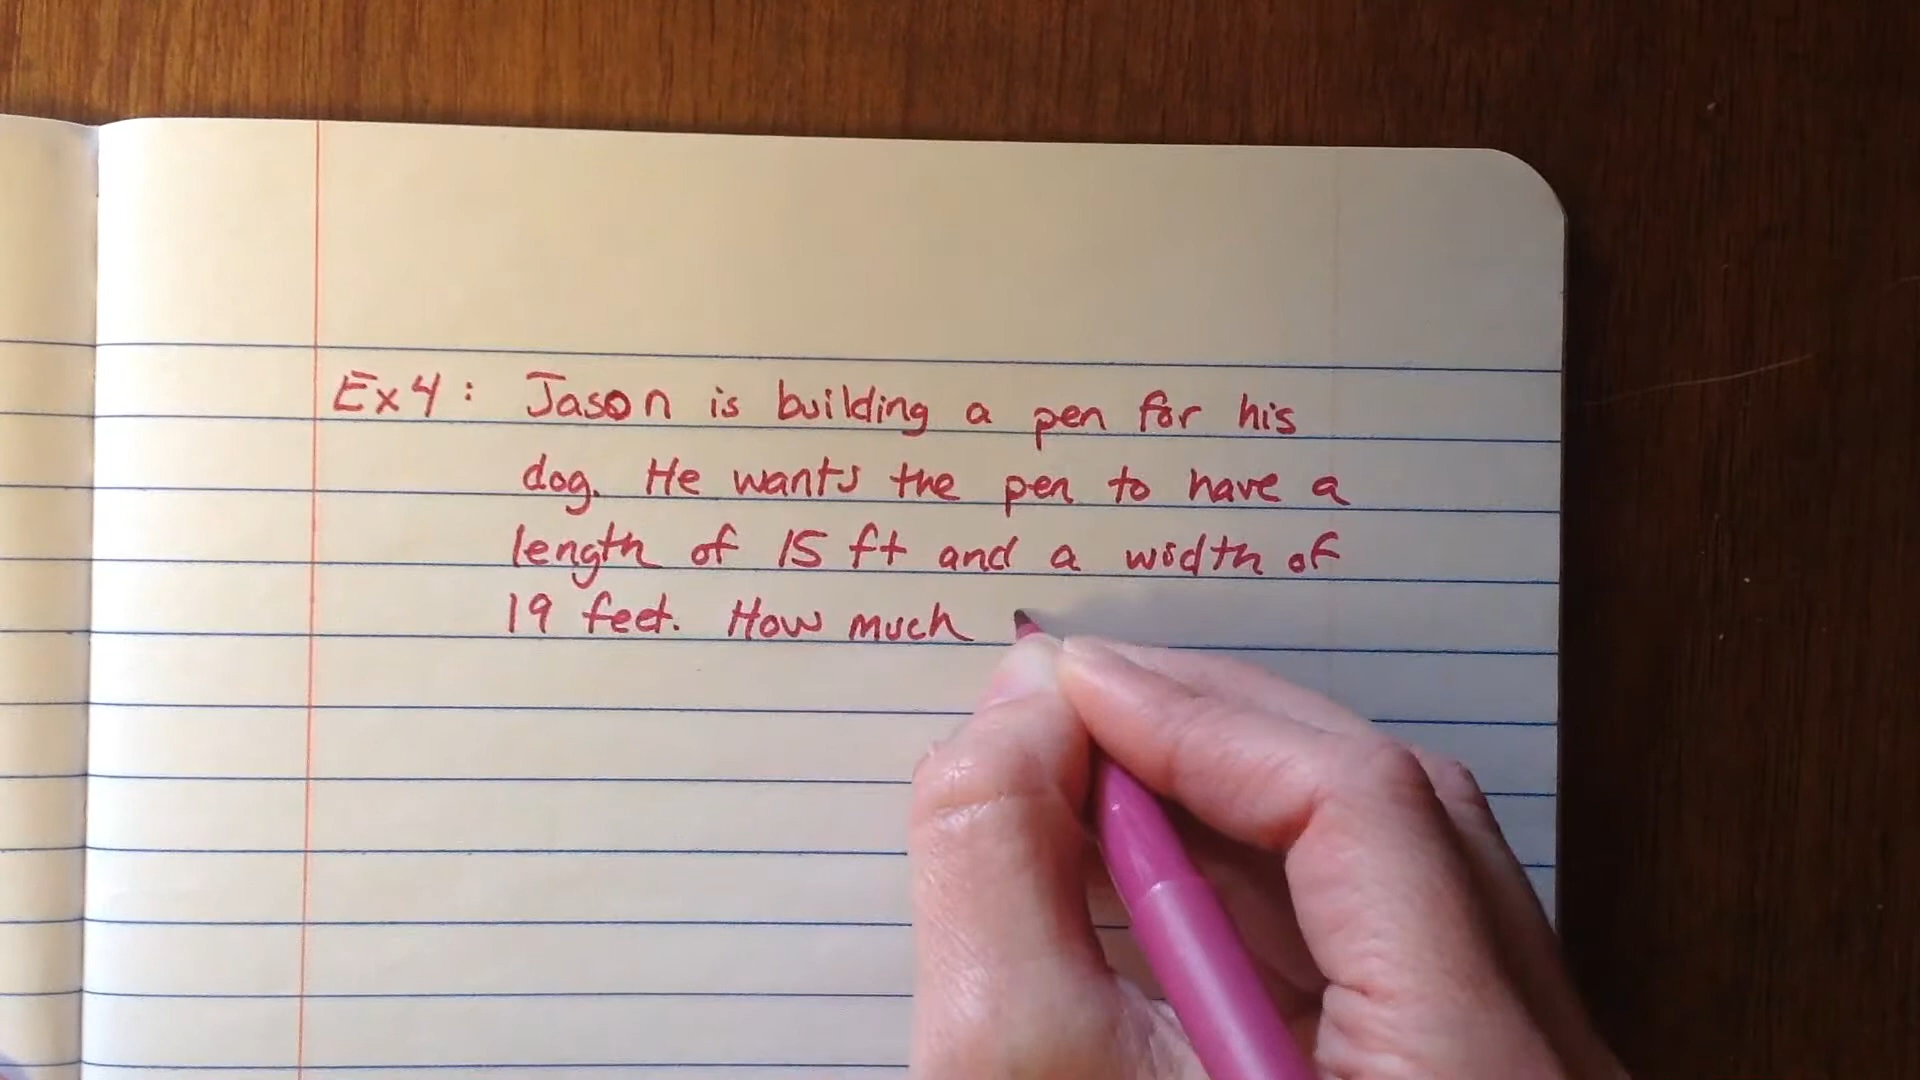 Ex 4: Jason is building a pen for his
dog. He wants the pen to have a
length of 15 ft and a width of
19 feet. How much